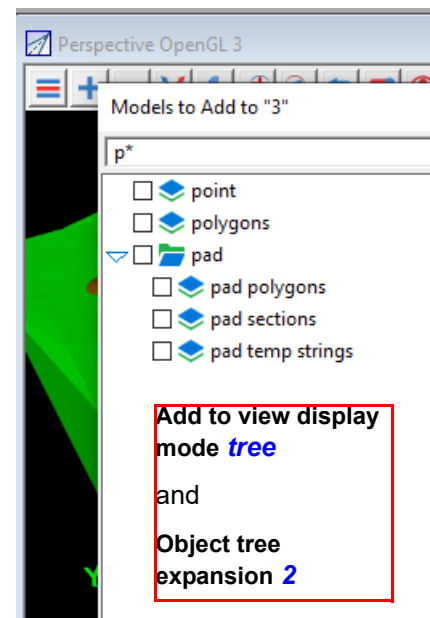 Perspective OpenGL 3
Models to Add to "3"
p*
point
polygons
pad
pad polygons
pad sections
pad temp strings
Add to view display
mode tree
and
Object tree
expansion 2
Y